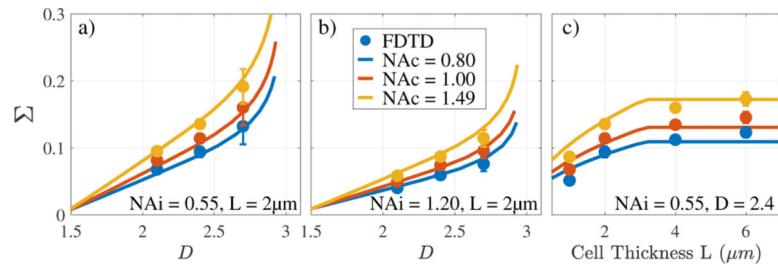 a)
b)
c)
0.3
0.2
0.1
0
Σ
FDTD
NAc = 0.80
NAc = 1.00
NAc = 1.49
NAi = 0.55, L = 2μm
NAi = 1.20, L = 2μm
NAi = 0.55, D = 2.4
1.5 2 2.5 3
1.5 2 2.5 3
2 4 6
D
D
Cell Thickness L (μm)